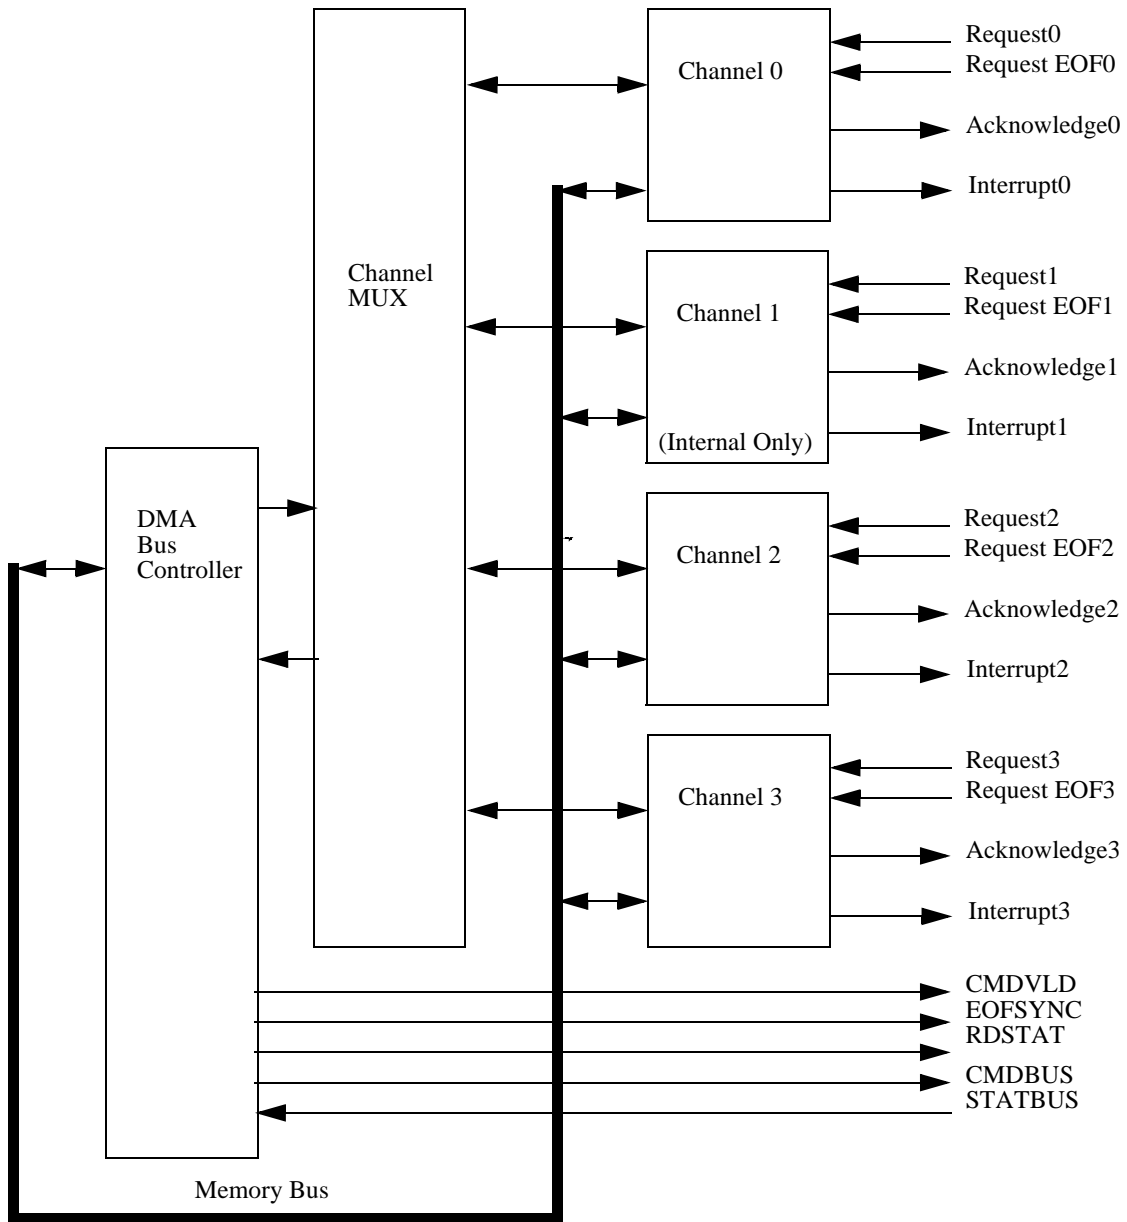 Request0
Channel 0
Request EOF0
Acknowledge0
Interrupt0
Channel
MUX
Request1
Channel 1
Request EOF1
Acknowledge1
Interrupt1
(Internal Only)
DMA
Bus
Controller
Request2
Channel 2
Request EOF2
Acknowledge2
Interrupt2
Request3
Channel 3
Request EOF3
Acknowledge3
Interrupt3
CMDVLD
EOFSYNC
RDSTAT
CMDBUS
STATBUS
Memory Bus